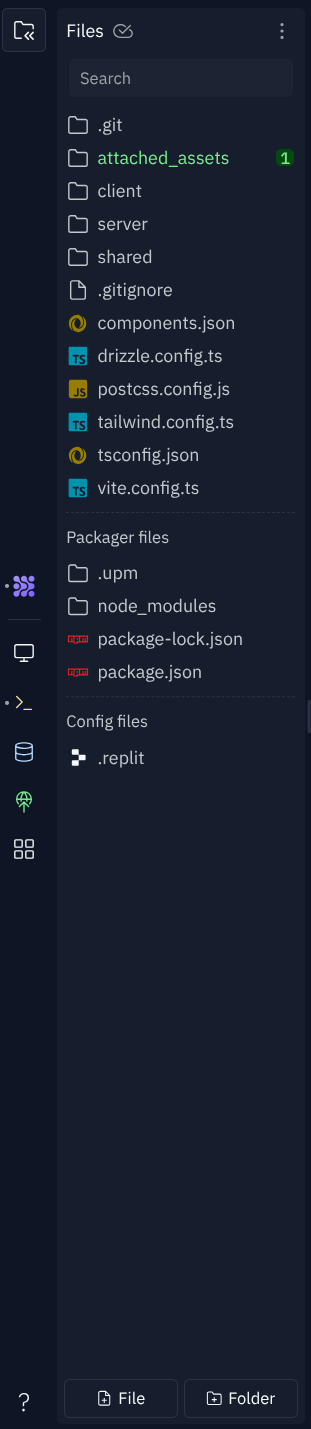 Files
Search
.git
attached_assets 1
client
server
shared
.gitignore
components.json
TS drizzle.config.ts
JS postcss.config.js
TS tailwind.config.ts
tsconfig.json
TS vite.config.ts
Packager files
.upm
node_modules
npm package-lock.json
npm package.json
Config files
.replit
? File Folder